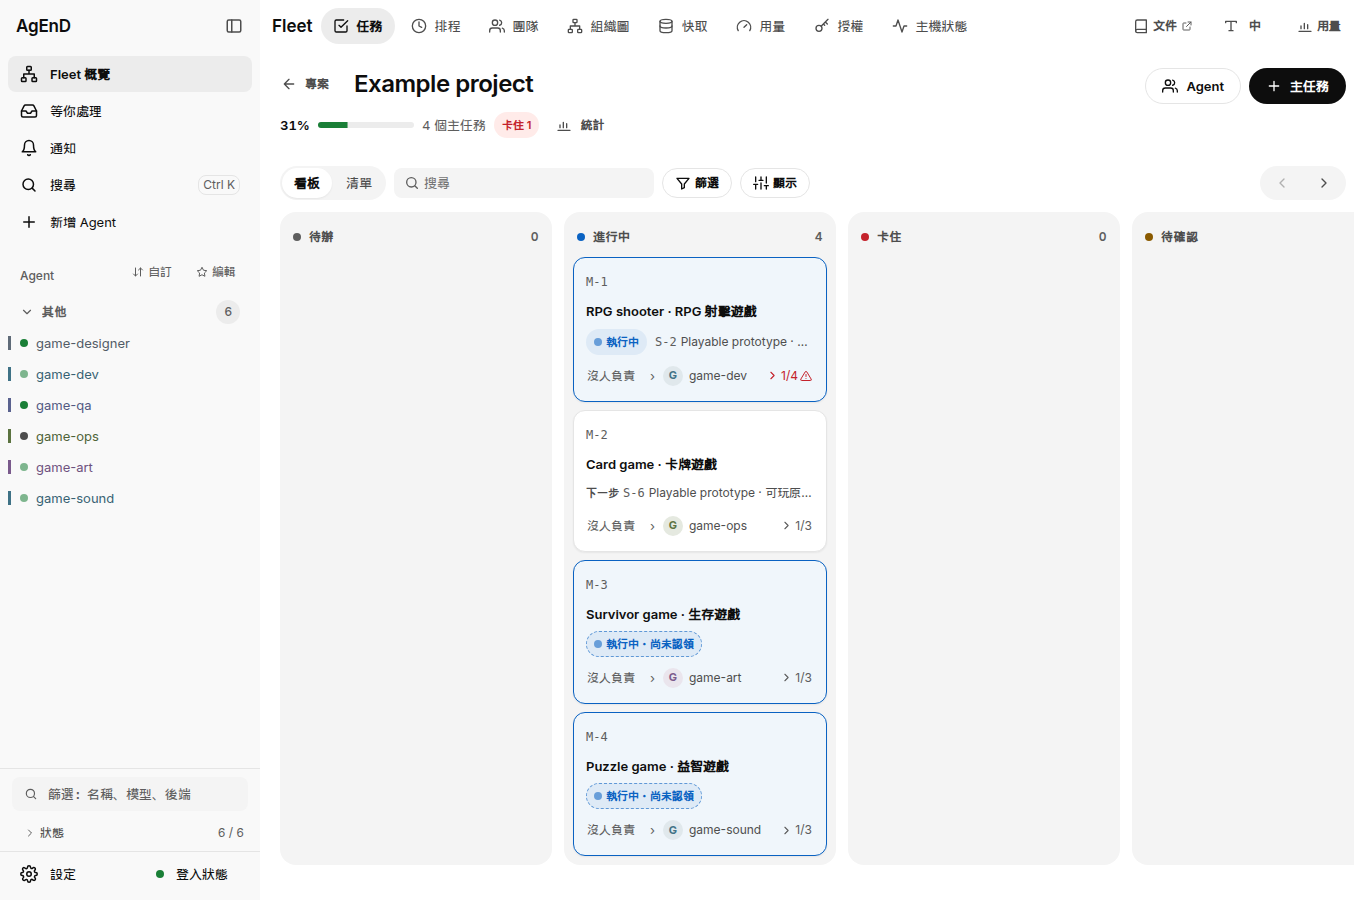 AgEnD
Fleet 概覽
等你處理
通知
搜尋 Ctrl K
新增 Agent
Agent 自訂 編輯
其他 6
game-designer
game-dev
game-qa
game-ops
game-art
game-sound
篩選：名稱、模型、後端
狀態 6 / 6
設定 登入狀態
Fleet 任務 排程 團隊 組織圖 快取 用量 授權 主機狀態 文件 中 用量
專案 Example project Agent 主任務
31% 4 個主任務 卡住 1 統計
看板 清單 搜尋 篩選 顯示
待辦 0
進行中 4
M-1
RPG shooter · RPG 射擊遊戲
執行中 S-2 Playable prototype · ...
沒人負責 › G game-dev 1/4
M-2
Card game · 卡牌遊戲
下一步 S-6 Playable prototype · 可玩原...
沒人負責 › G game-ops 1/3
M-3
Survivor game · 生存遊戲
執行中 · 尚未認領
沒人負責 › G game-art 1/3
M-4
Puzzle game · 益智遊戲
執行中 · 尚未認領
沒人負責 › G game-sound 1/3
卡住 0
待確認